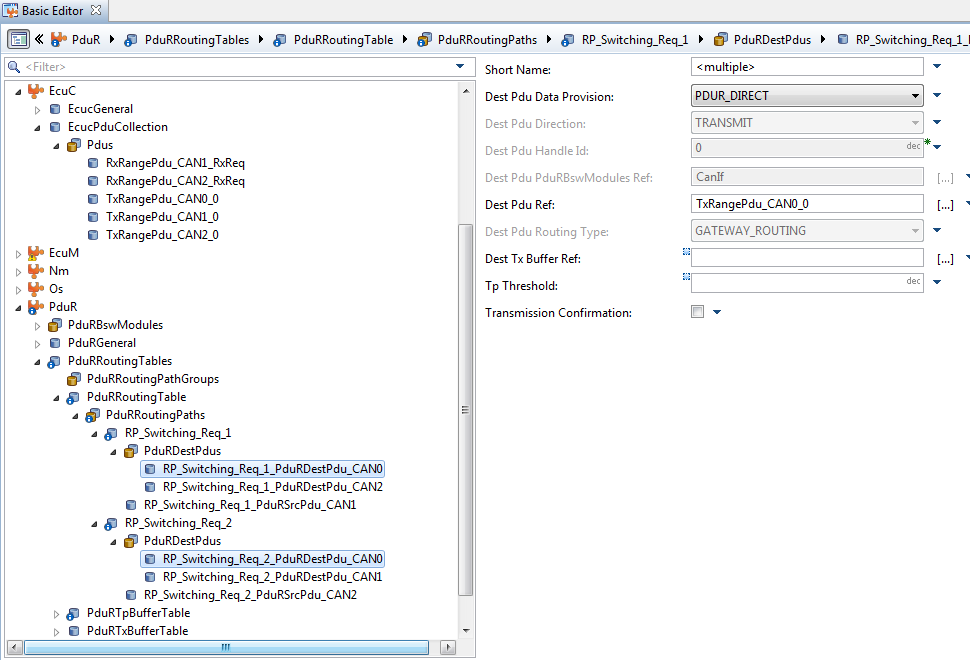 Basic Editor
« PduR PduRRoutingTables PduRRoutingTable PduRRoutingPaths RP_Switching_Req_1 PduRDestPdus RP_Switching_Req_1_
<Filter>
EcuC
EcucGeneral
EcucPduCollection
Pdus
RxRangePdu_CAN1_RxReq
RxRangePdu_CAN2_RxReq
TxRangePdu_CAN0_0
TxRangePdu_CAN1_0
TxRangePdu_CAN2_0
EcuM
Nm
Os
PduR
PduRBswModules
PduRGeneral
PduRRoutingTables
PduRRoutingPathGroups
PduRRoutingTable
PduRRoutingPaths
RP_Switching_Req_1
PduRDestPdus
RP_Switching_Req_1_PduRDestPdu_CAN0
RP_Switching_Req_1_PduRDestPdu_CAN2
RP_Switching_Req_1_PduRSrcPdu_CAN1
RP_Switching_Req_2
PduRDestPdus
RP_Switching_Req_2_PduRDestPdu_CAN0
RP_Switching_Req_2_PduRDestPdu_CAN1
RP_Switching_Req_2_PduRSrcPdu_CAN2
PduRTpBufferTable
PduRTxBufferTable
Short Name: <multiple>
Dest Pdu Data Provision: PDUR_DIRECT
Dest Pdu Direction: TRANSMIT
Dest Pdu Handle Id: 0 dec *
Dest Pdu PduRBswModules Ref: CanIf [...]
Dest Pdu Ref: TxRangePdu_CAN0_0 [...]
Dest Pdu Routing Type: GATEWAY_ROUTING
Dest Tx Buffer Ref: [...]
Tp Threshold: dec
Transmission Confirmation: